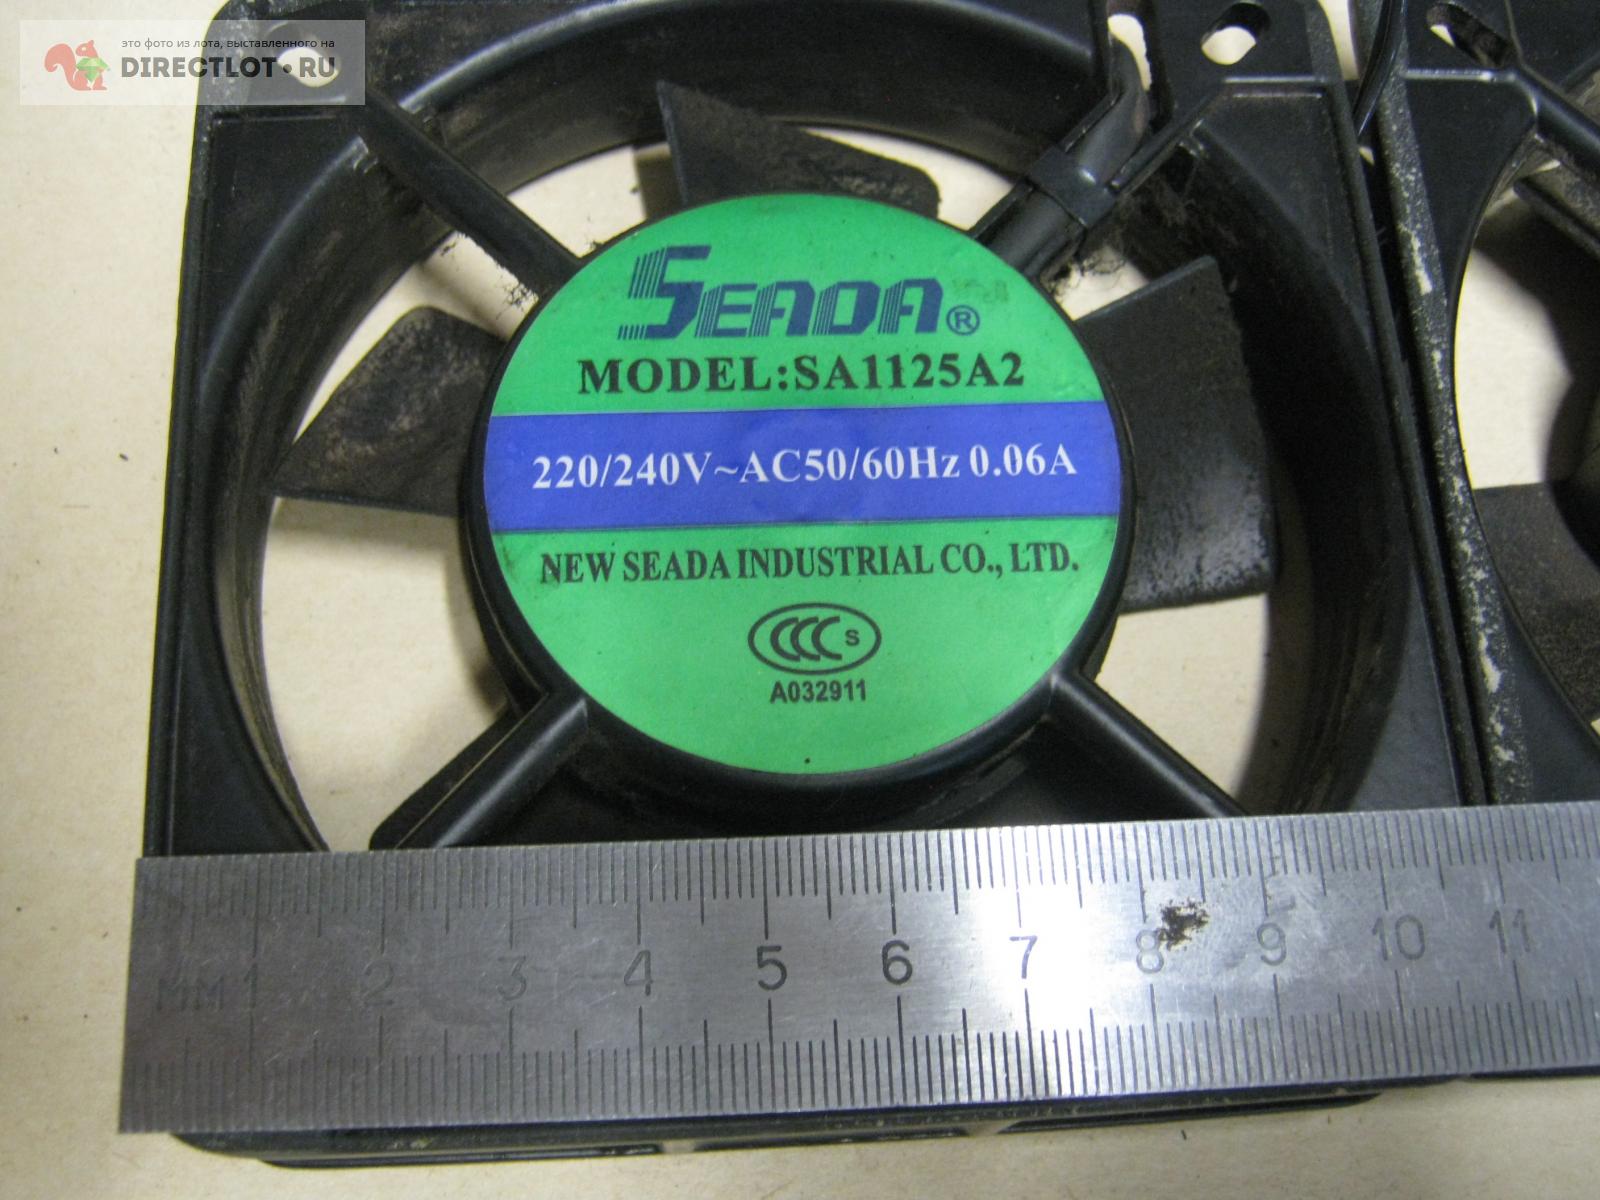 это фото из лота, выставленного на
DIRECTLOT.RU
SEADA®
MODEL:SA1125A2
220/240V~AC50/60Hz 0.06A
NEW SEADA INDUSTRIAL CO., LTD.
CCC S
A032911
мм 1 2 3 4 5 6 7 8 9 10 11